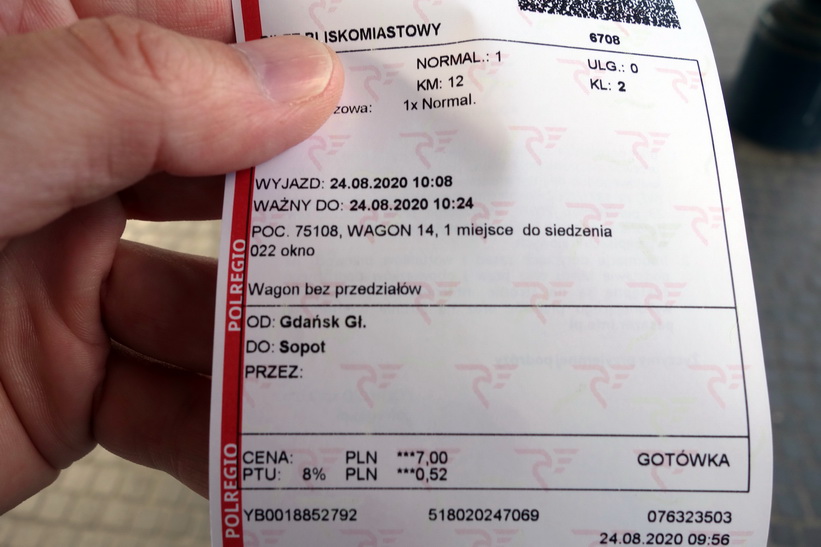 BLISKOMIASTOWY
6708
NORMAL.: 1 ULG.: 0
KM: 12 KL: 2
1x Normal.
WYJAZD: 24.08.2020 10:08
WAŻNY DO: 24.08.2020 10:24
POC. 75108, WAGON 14, 1 miejsce do siedzenia
022 okno
Wagon bez przedziałów
OD: Gdańsk Gł.
DO: Sopot
PRZEZ:
CENA: PLN ***7,00 GOTÓWKA
PTU: 8% PLN ***0,52
YB0018852792 518020247069 076323503
24.08.2020 09:56
POLREGIO
POLREGIO